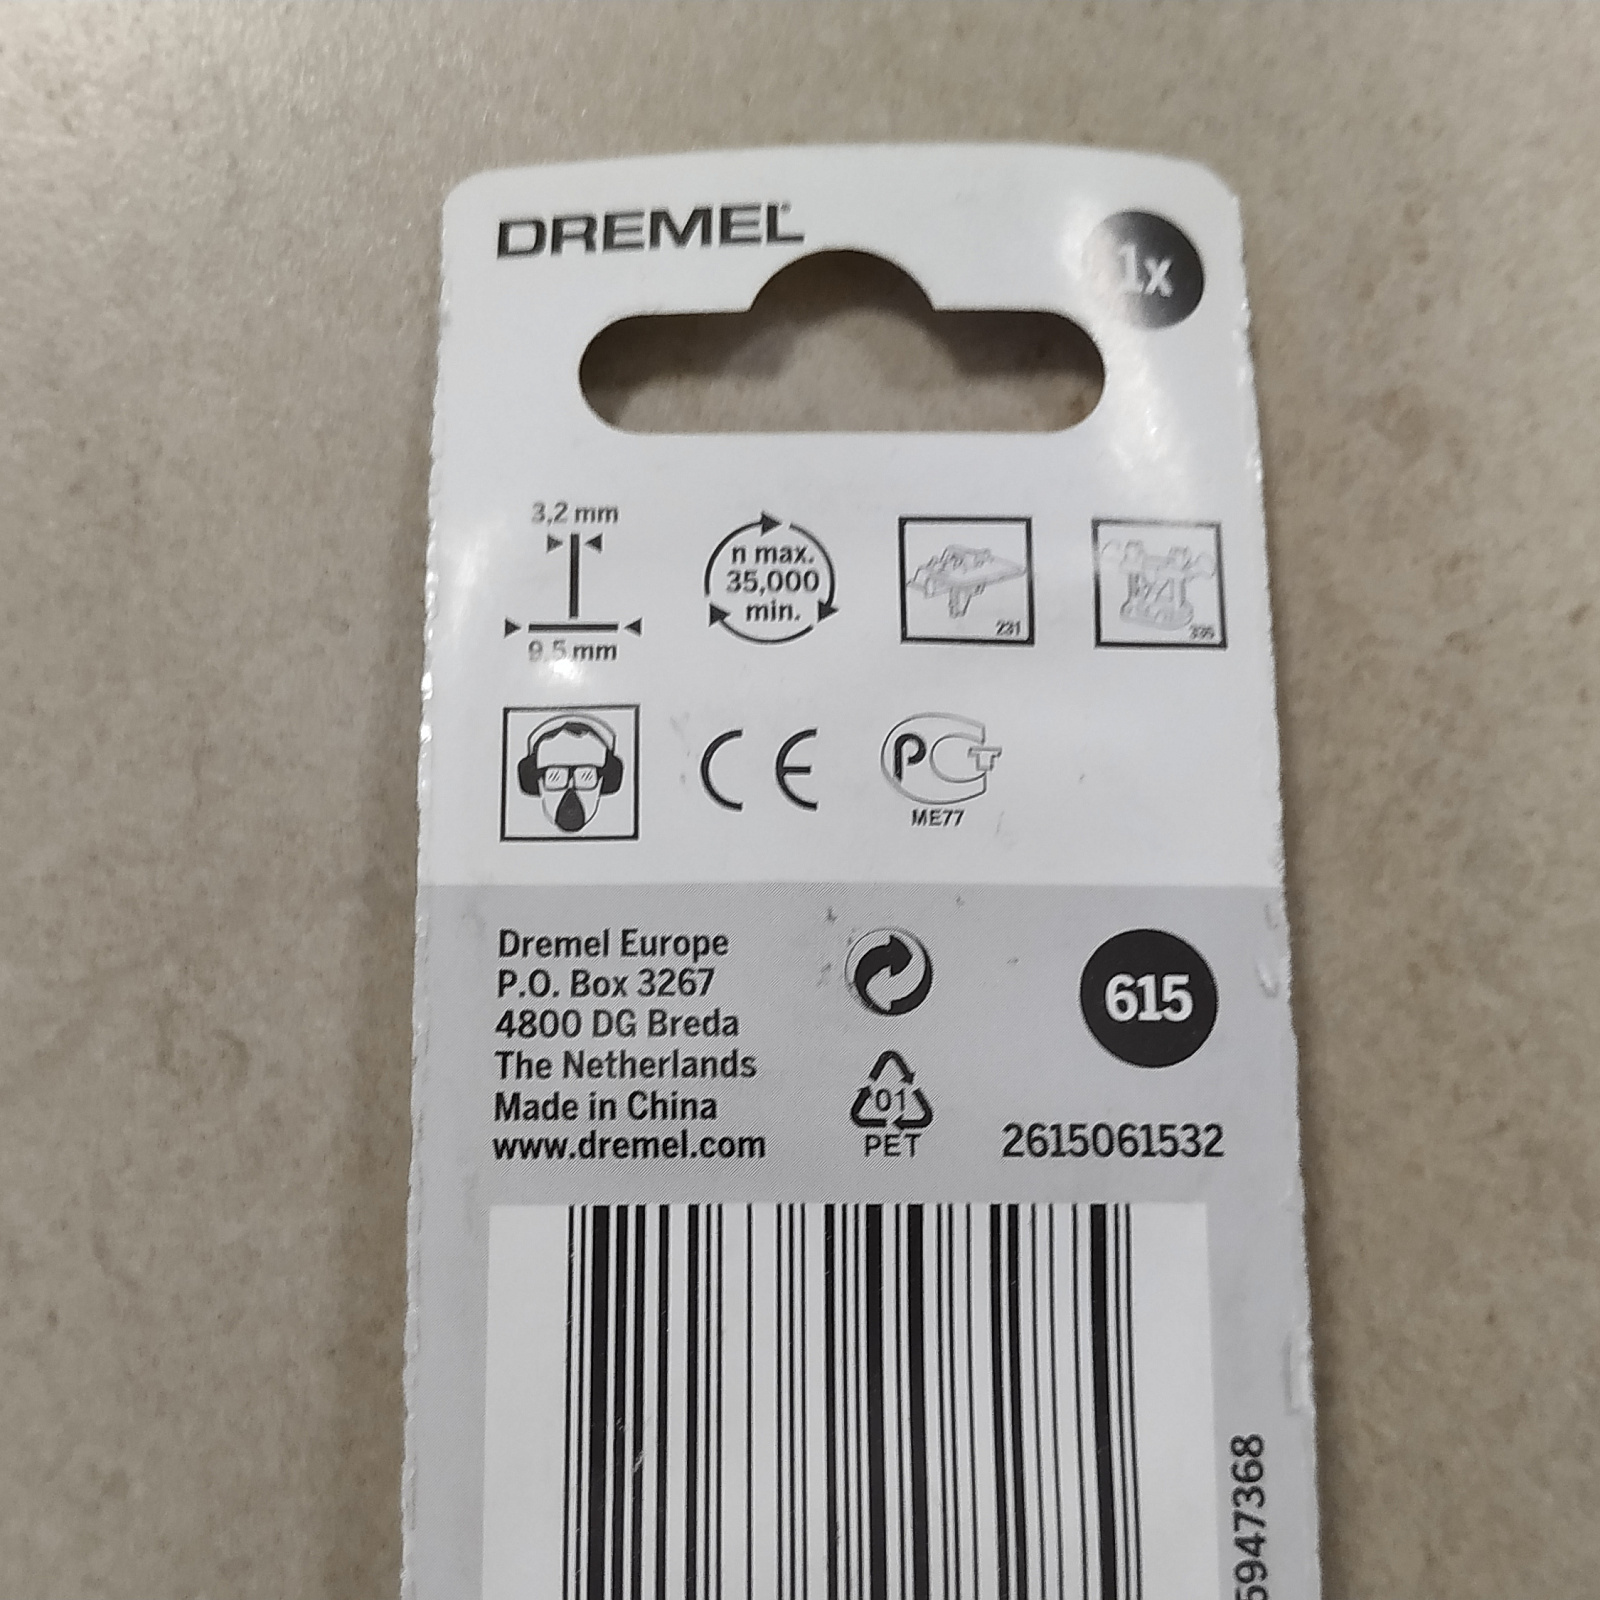 DREMEL
1x
3,2 mm
9,5 mm
n max.
35,000
min.
231
335
CE
PCT
ME77
Dremel Europe
P.O. Box 3267
4800 DG Breda
The Netherlands
Made in China
www.dremel.com
01
PET
615
2615061532
5947368